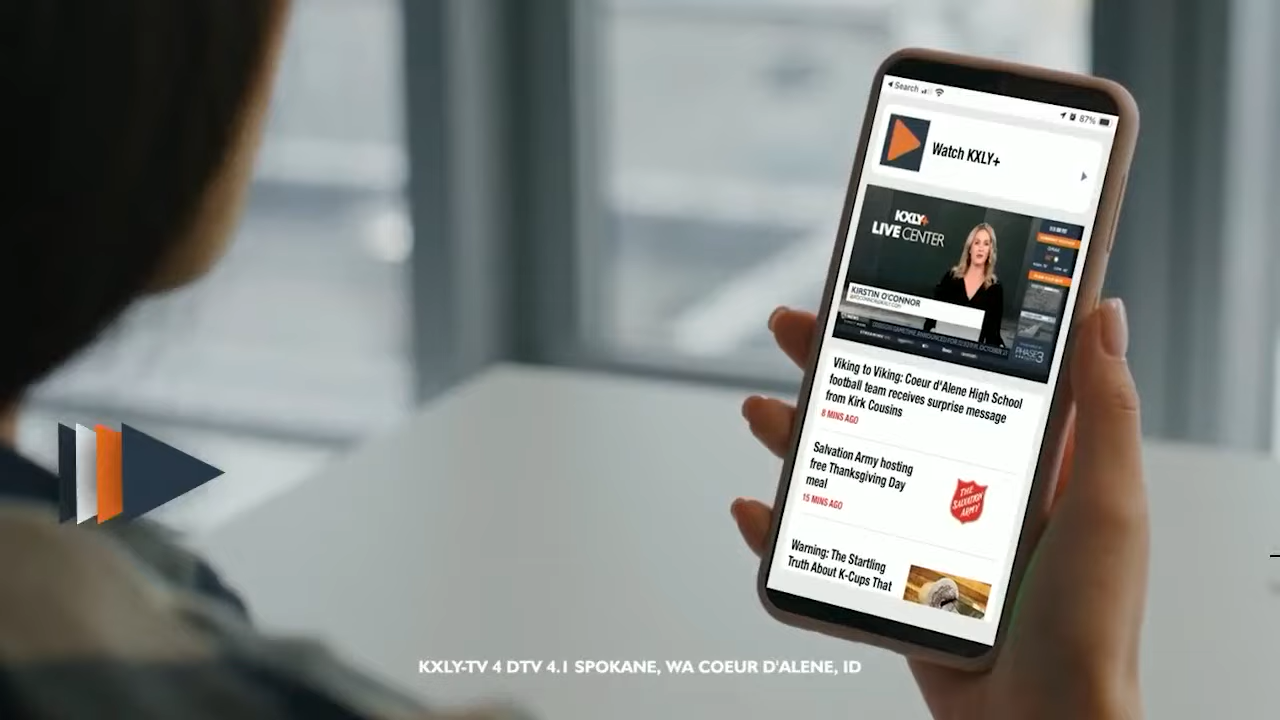 Search
87%
Watch KXLY+
KXLY+
LIVE CENTER
KIRSTIN O'CONNOR
PHASE3
Viking to Viking: Coeur d'Alene High School
football team receives surprise message
from Kirk Cousins
8 MINS AGO
Salvation Army hosting
free Thanksgiving Day
meal
15 MINS AGO
THE
SALVATION
ARMY
Warning: The Startling
Truth About K-Cups That
KXLY-TV 4 DTV 4.1 SPOKANE, WA COEUR D'ALENE, ID